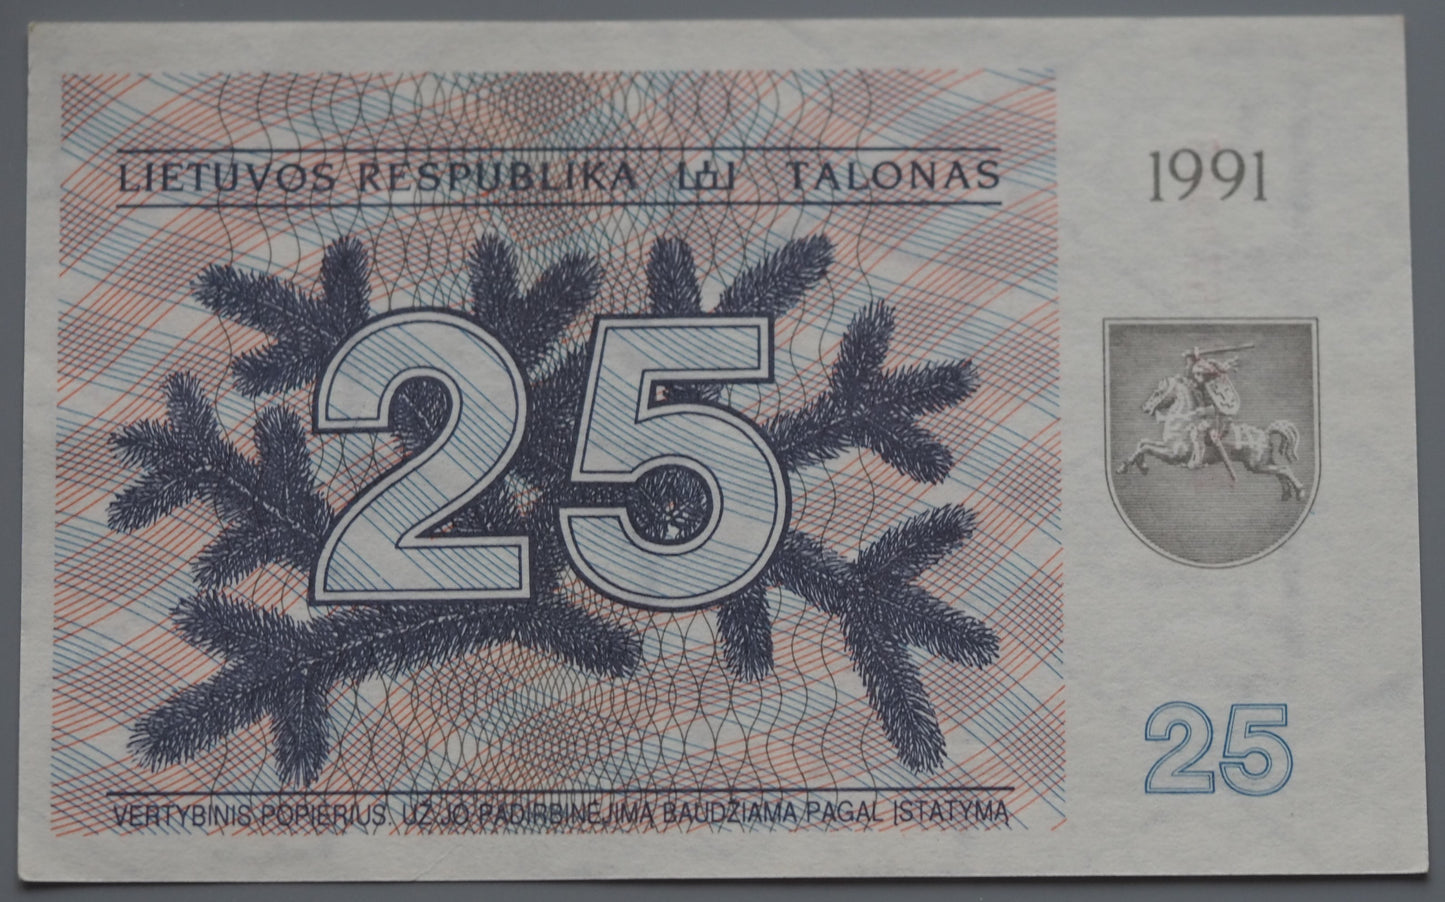 LIETUVOS RESPUBLIKA TALONAS
1991
25
25
VERTYBINIS POPIERIUS. UŽ JO PADIRBINĖJIMĄ BAUDŽIAMA PAGAL ĮSTATYMĄ